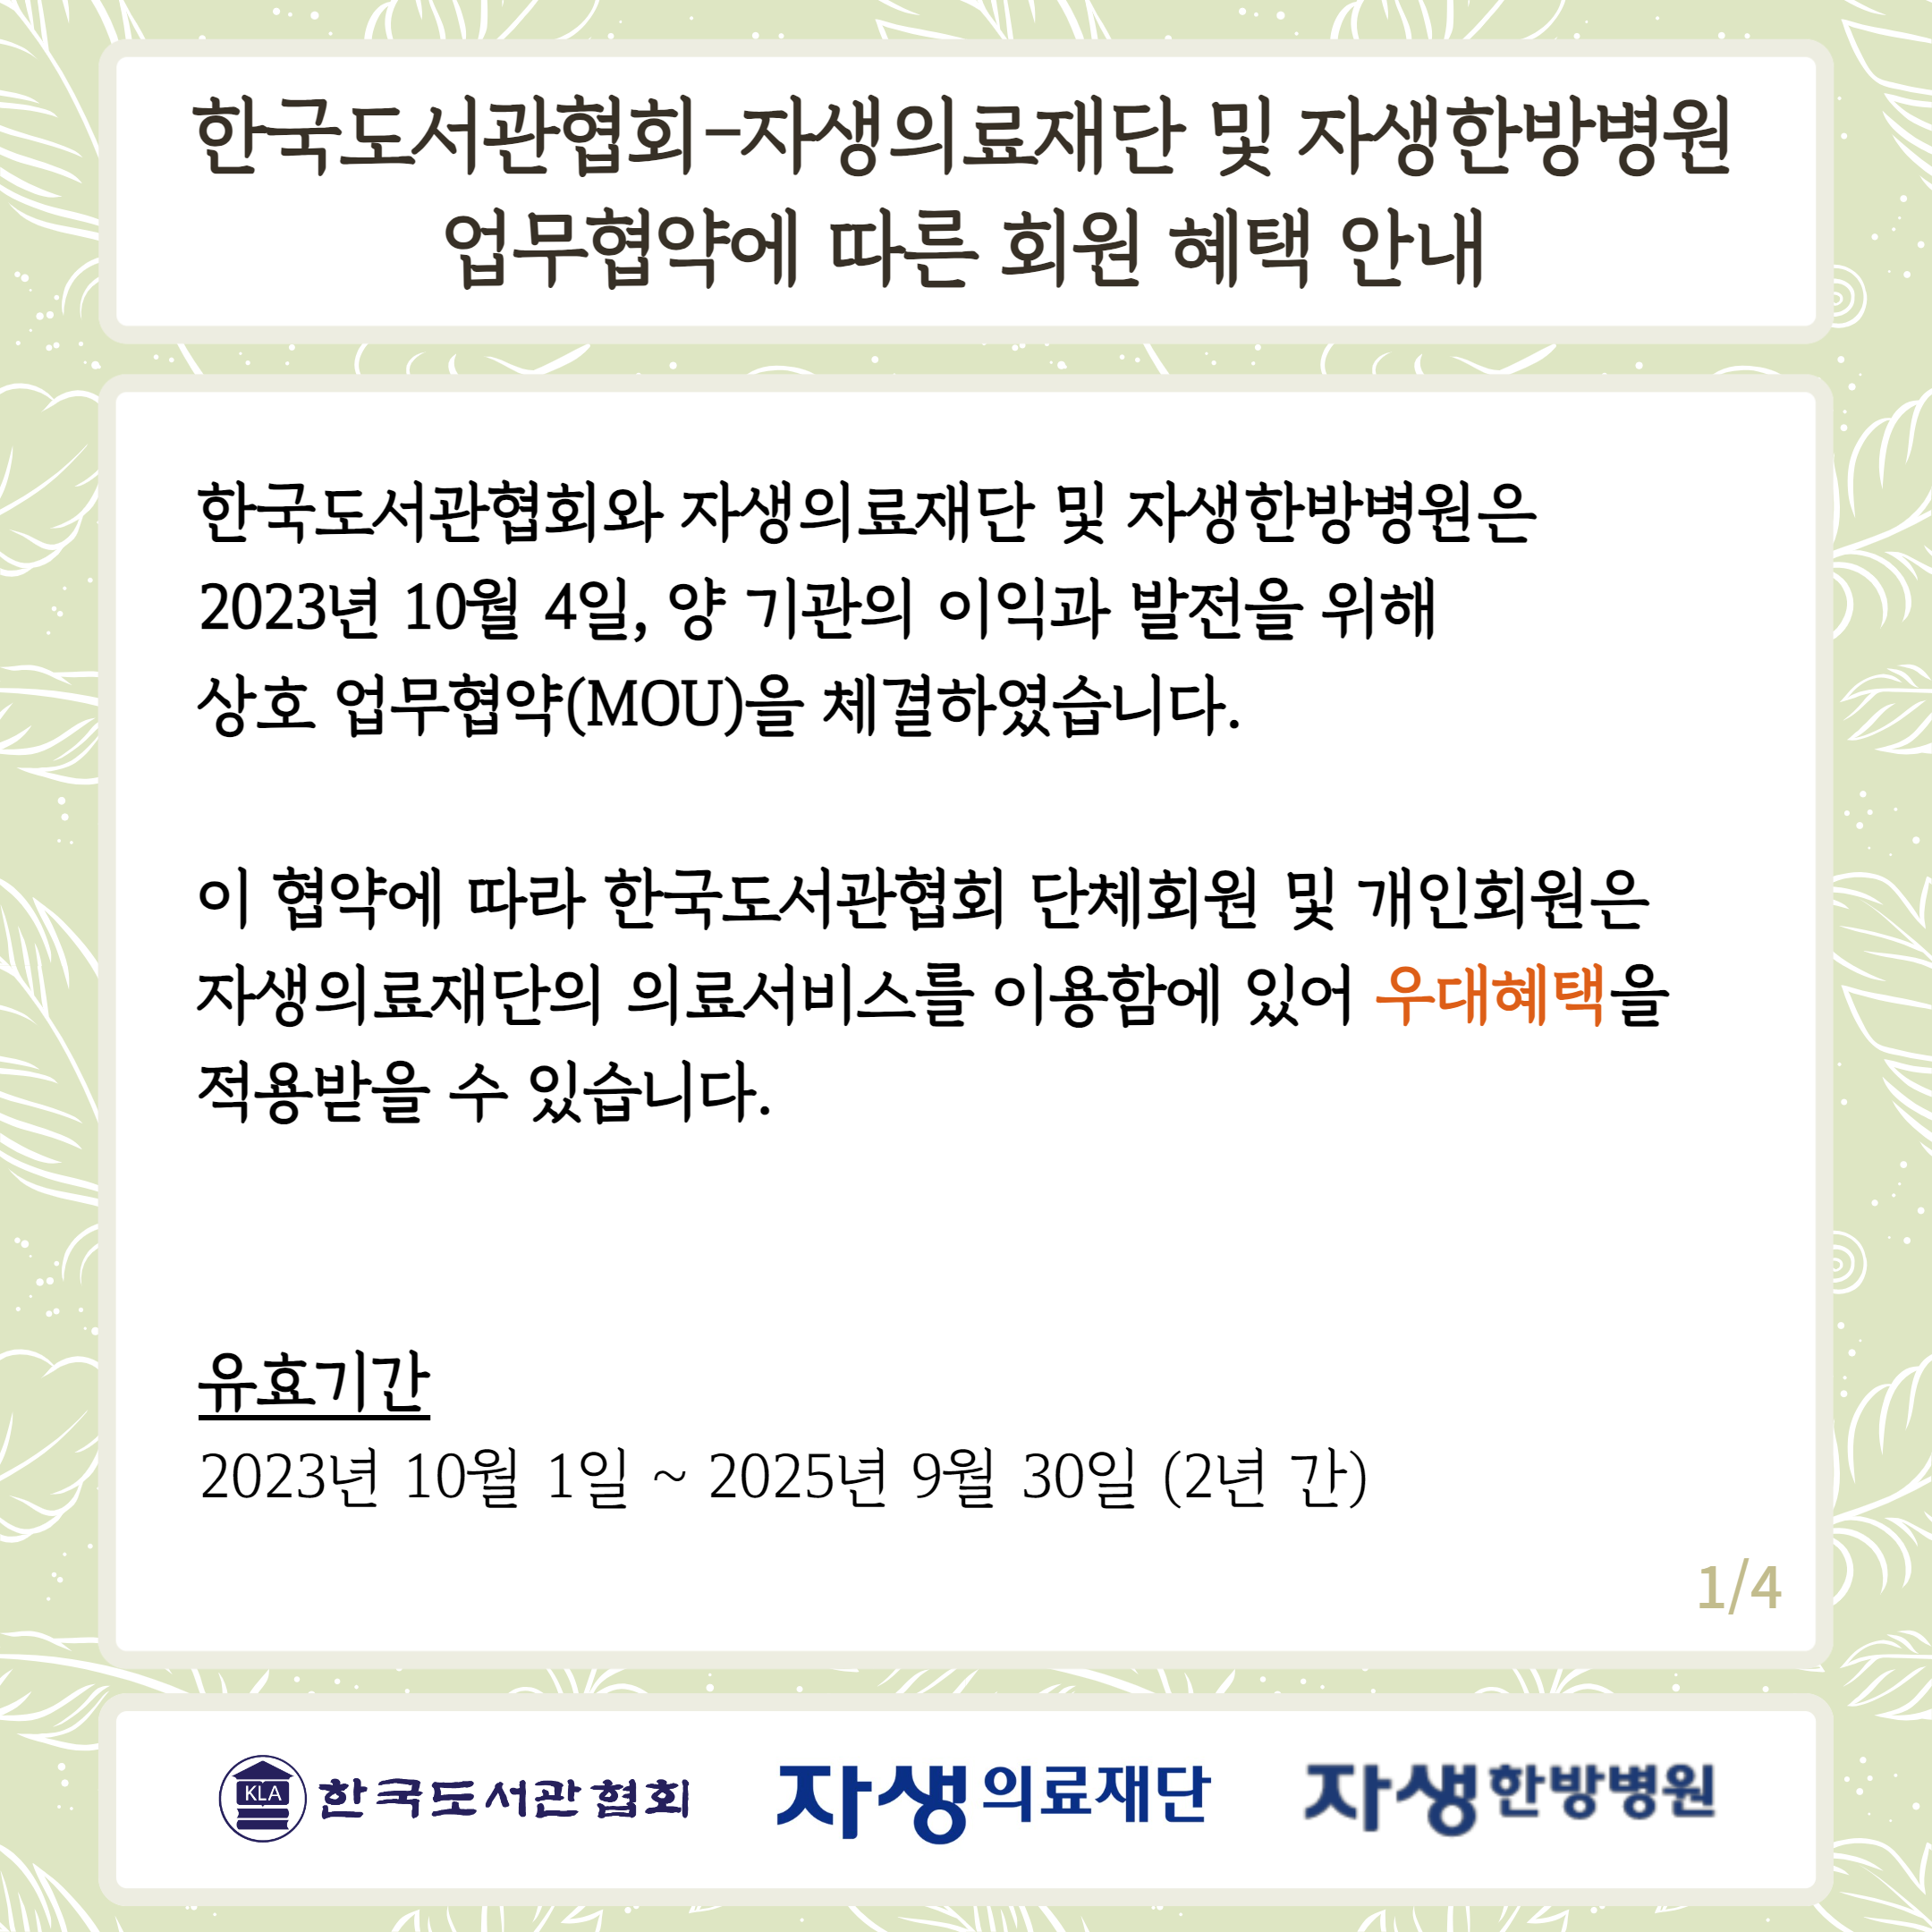 한국도서관협회-자생의료재단 및 자생한방병원
업무협약에 따른 회원 혜택 안내
한국도서관협회와 자생의료재단 및 자생한방병원은
2023년 10월 4일, 양 기관의 이익과 발전을 위해
상호 업무협약(MOU)을 체결하였습니다.
이 협약에 따라 한국도서관협회 단체회원 및 개인회원은
자생의료재단의 의료서비스를 이용함에 있어 우대혜택을
적용받을 수 있습니다.
유효기간
2023년 10월 1일 ~ 2025년 9월 30일 (2년 간)
1/4
KLA 한국도서관협회 자생의료재단 자생한방병원